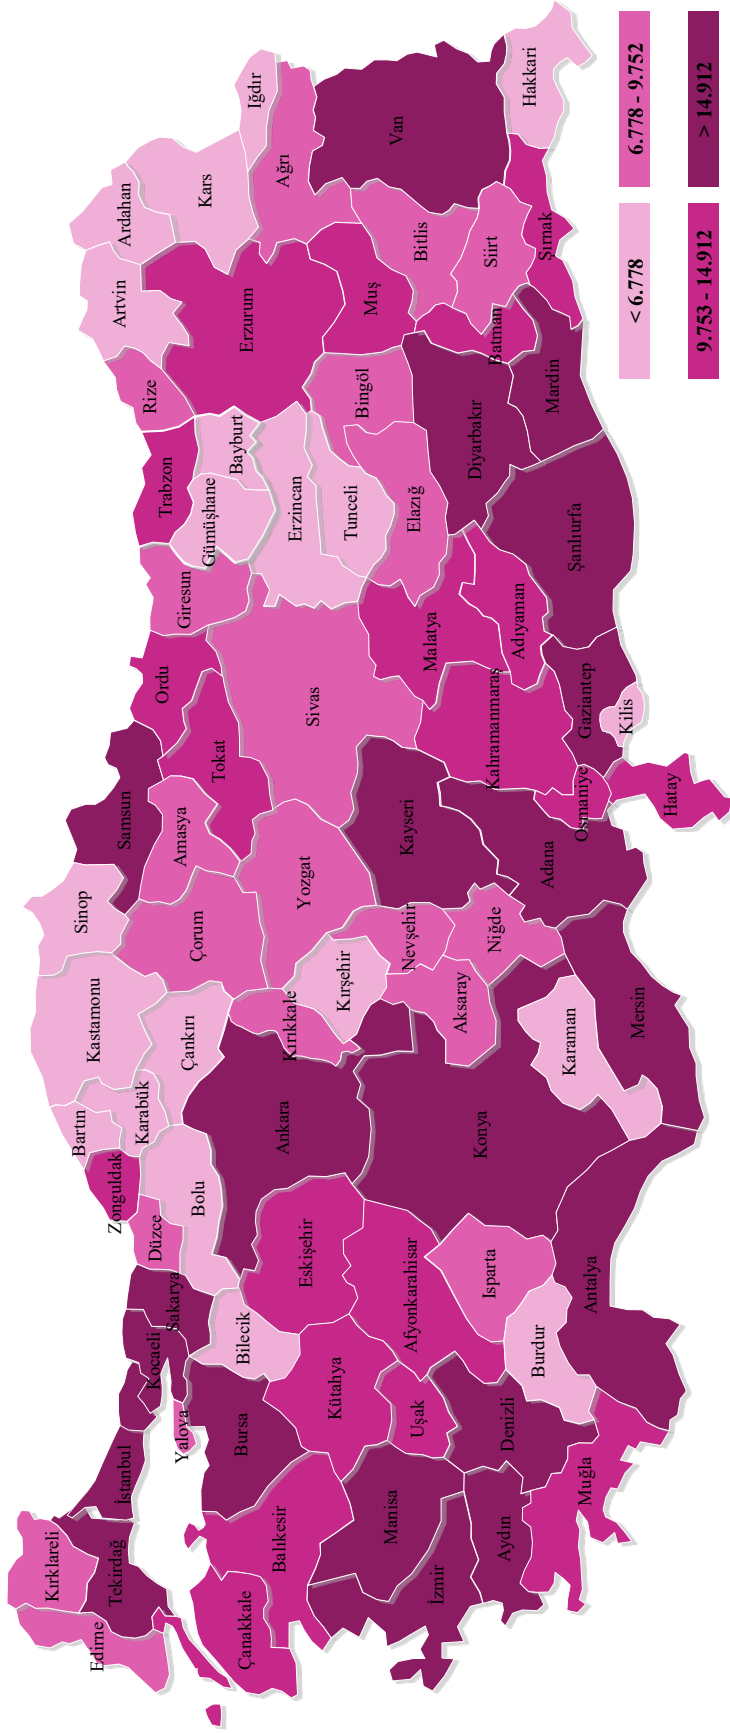 Kırklareli
Edirne
Tekirdağ
İstanbul
Kocaeli
Yalova
Sakarya
Düzce
Zonguldak
Bartın
Karabük
Kastamonu
Sinop
Samsun
Ordu
Giresun
Trabzon
Rize
Artvin
Ardahan
Çanakkale
Balıkesir
Bursa
Bilecik
Bolu
Çankırı
Çorum
Amasya
Tokat
Gümüşhane
Bayburt
Erzurum
Kars
Iğdır
Kütahya
Eskişehir
Ankara
Kırıkkale
Yozgat
Sivas
Erzincan
Tunceli
Bingöl
Muş
Ağrı
İzmir
Manisa
Uşak
Afyonkarahisar
Kırşehir
Nevşehir
Kayseri
Malatya
Elazığ
Diyarbakır
Batman
Bitlis
Siirt
Van
Hakkari
Aydın
Denizli
Isparta
Burdur
Konya
Aksaray
Niğde
Kahramanmaraş
Adıyaman
Şanlıurfa
Mardin
Şırnak
Muğla
Antalya
Karaman
Mersin
Adana
Osmaniye
Gaziantep
Kilis
Hatay
< 6.778
6.778 - 9.752
9.753 - 14.912
> 14.912